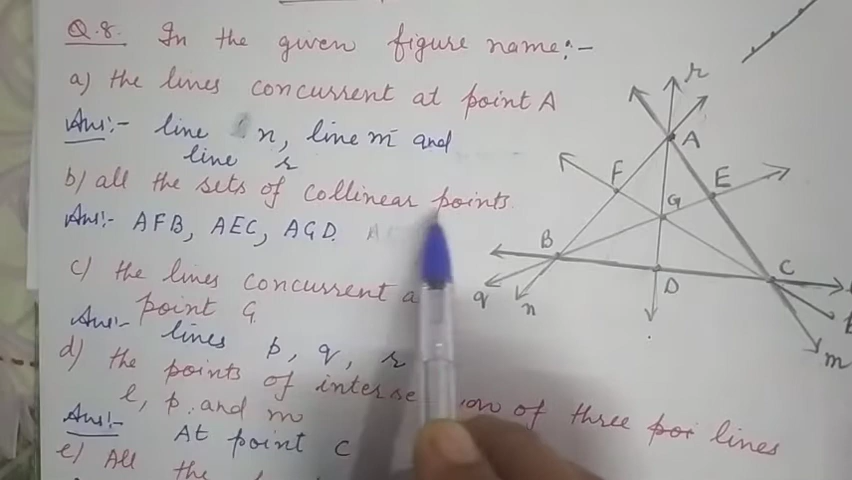 Q.8. In the given figure name:-
a) the lines concurrent at point A
Ans:- line n, line m and
line r
b) all the sets of collinear points.
Ans:- AFB, AEC, AGD.
c) the lines concurrent a
point G
Ans:- lines p, q, r
d) the points of interse on of three lines
l, p and m
Ans:- At point C
e) All the
r
A
F
E
G
B
D
C
q
n
m